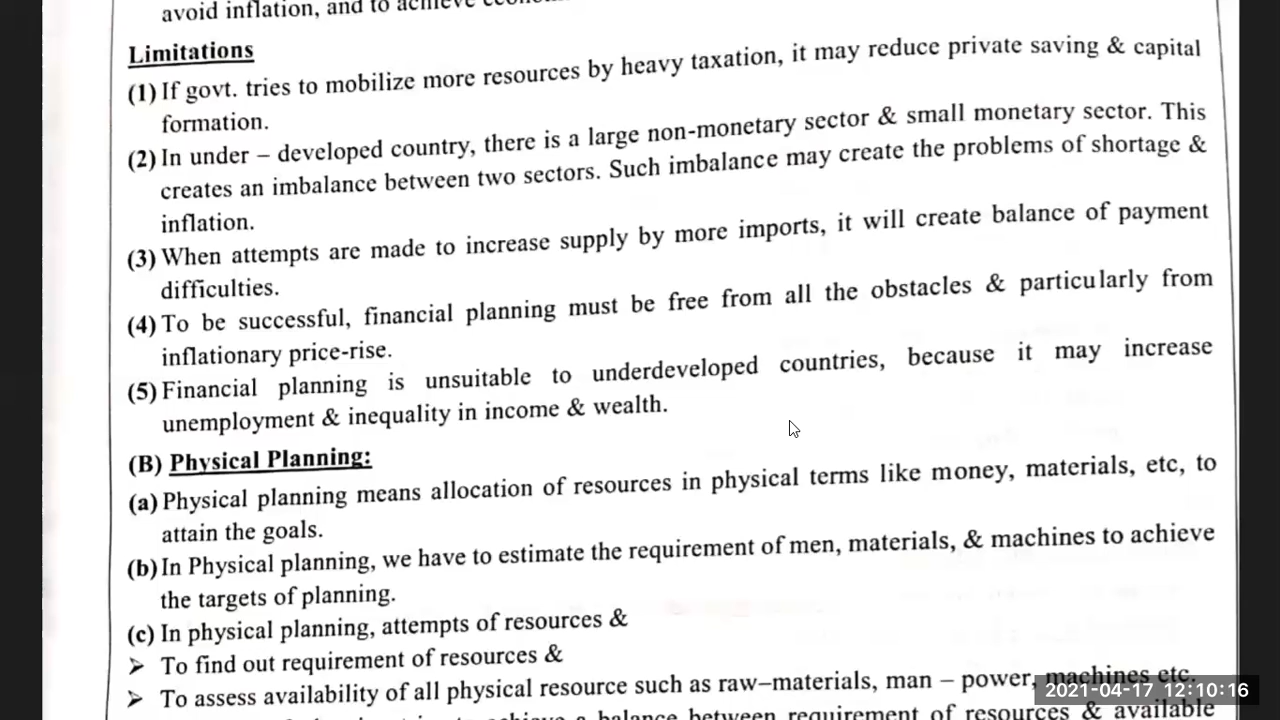 avoid inflation, and to achieve
Limitations
(1) If govt. tries to mobilize more resources by heavy taxation, it may reduce private saving & capital
formation.
(2) In under – developed country, there is a large non-monetary sector & small monetary sector. This
creates an imbalance between two sectors. Such imbalance may create the problems of shortage &
inflation.
(3) When attempts are made to increase supply by more imports, it will create balance of payment
difficulties.
(4) To be successful, financial planning must be free from all the obstacles & particularly from
inflationary price-rise.
(5) Financial planning is unsuitable to underdeveloped countries, because it may increase
unemployment & inequality in income & wealth.
(B) Physical Planning:
(a) Physical planning means allocation of resources in physical terms like money, materials, etc, to
attain the goals.
(b) In Physical planning, we have to estimate the requirement of men, materials, & machines to achieve
the targets of planning.
(c) In physical planning, attempts of resources &
➢ To find out requirement of resources &
➢ To assess availability of all physical resource such as raw–materials, man – power, machines etc.
a balance between requirement of resources & available
2021-04-17 12:10:16